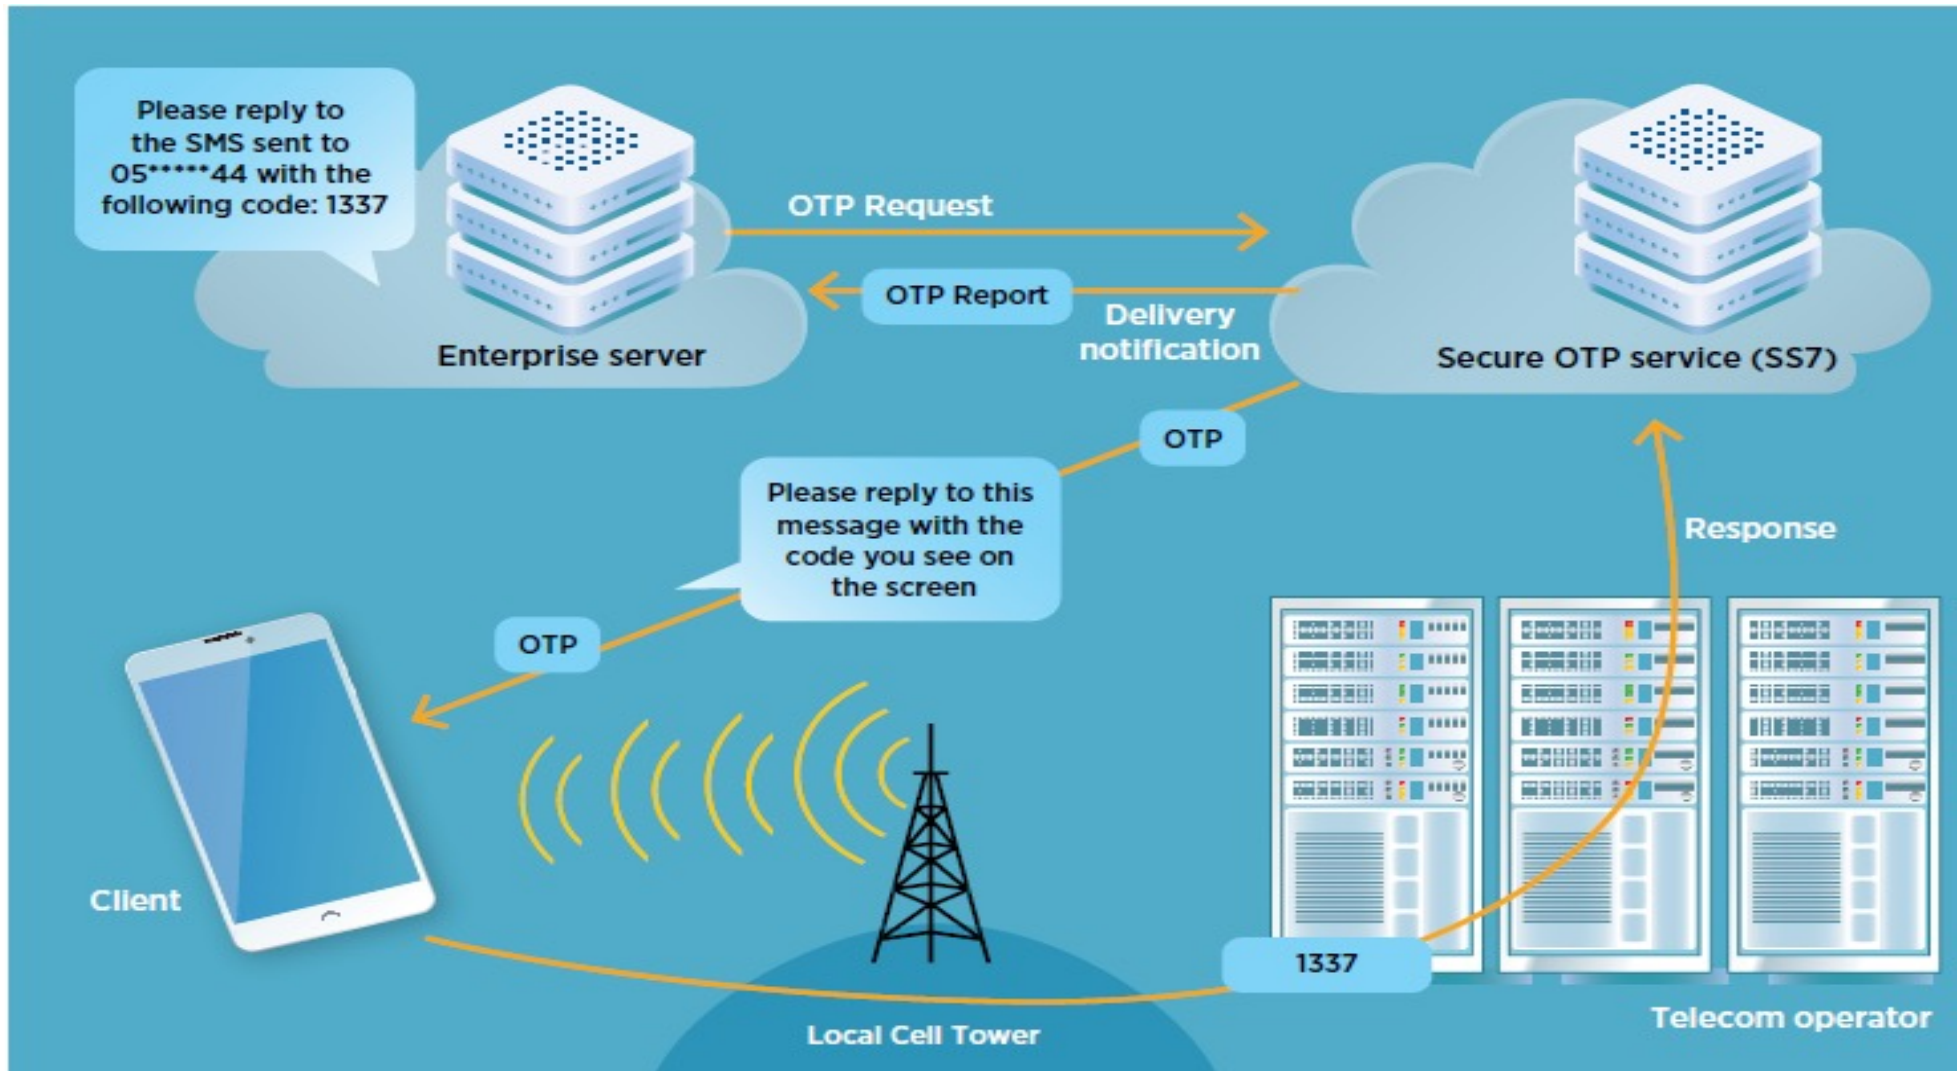 Please reply to
the SMS sent to
05*****44 with the
following code: 1337
OTP Request
OTP Report
Delivery
notification
Enterprise server
Secure OTP service (SS7)
OTP
Please reply to this
message with the
code you see on
the screen
Response
OTP
Client
1337
Local Cell Tower
Telecom operator